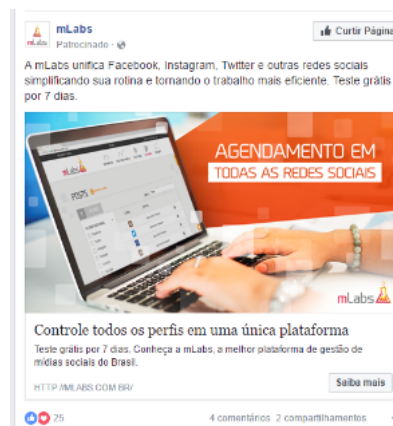 mLabs
Curtir Página
Patrocinado ·
A mLabs unifica Facebook, Instagram, Twitter e outras redes sociais
simplificando sua rotina e tornando o trabalho mais eficiente. Teste grátis
por 7 dias.
mLabs
POSTS
AGENDAMENTO EM
TODAS AS REDES SOCIAIS
mLabs
Controle todos os perfis em uma única plataforma
Teste grátis por 7 dias. Conheça a mLabs, a melhor plataforma de gestão de
mídias sociais do Brasil.
HTTP://MLABS.COM.BR/
Saiba mais
25
4 comentários 2 compartilhamentos